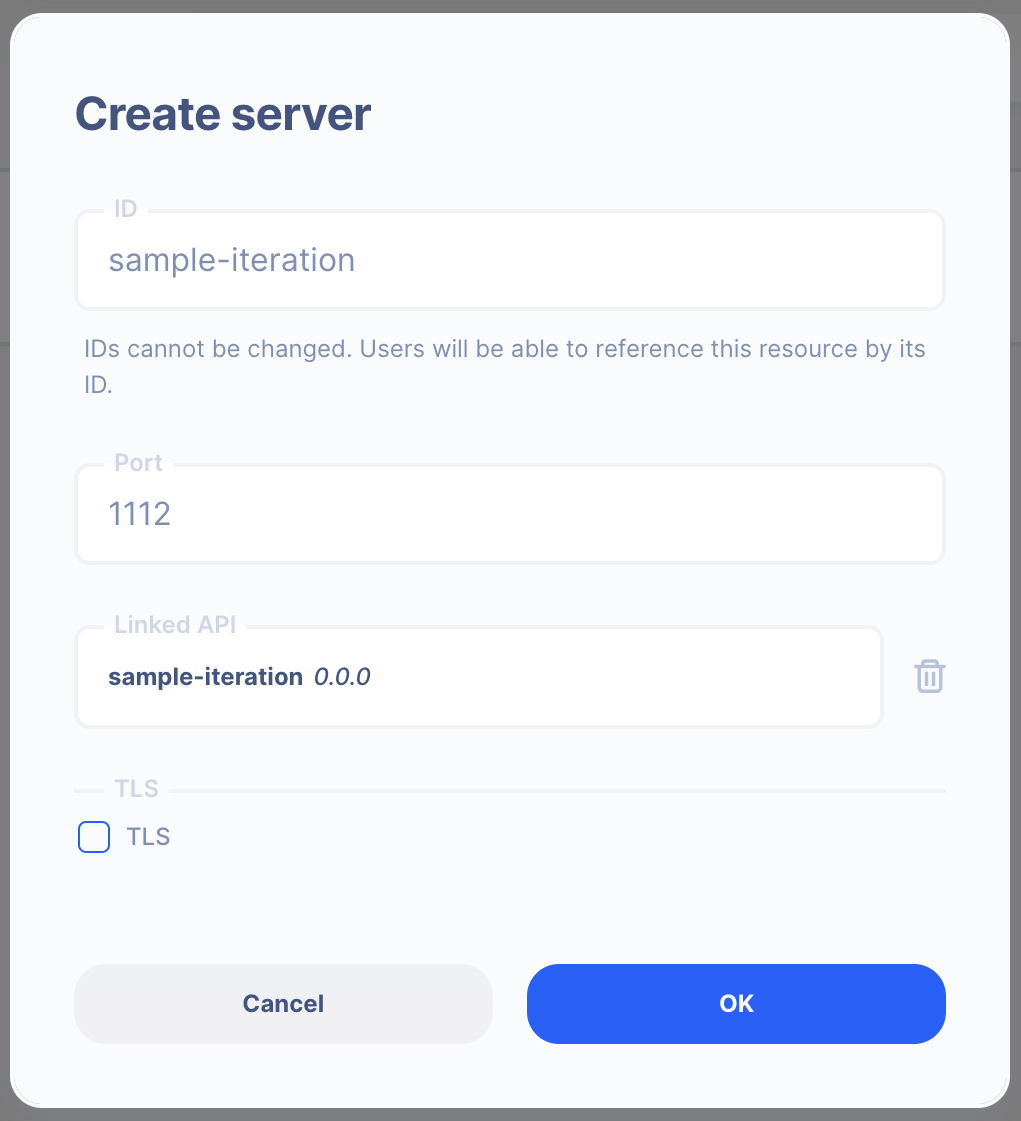 Create server
ID
sample-iteration
IDs cannot be changed. Users will be able to reference this resource by its
ID.
Port
1112
Linked API
sample-iteration 0.0.0
TLS
TLS
Cancel
OK